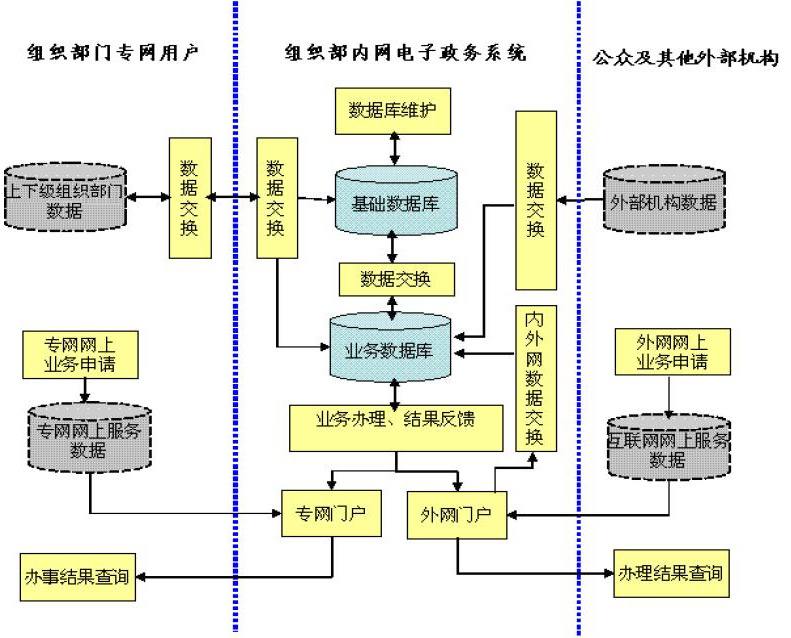 组织部门专网用户
组织部内网电子政务系统
公众及其他外部机构
数据库维护
上下级组织部门
数据
数据交换
数据交换
基础数据库
数据交换
外部机构数据
数据交换
专网网上
业务申请
业务数据库
内外网数据交换
外网网上
业务申请
专网网上服务
数据
业务办理、结果反馈
互联网网上服务
数据
专网门户
外网门户
办事结果查询
办理结果查询